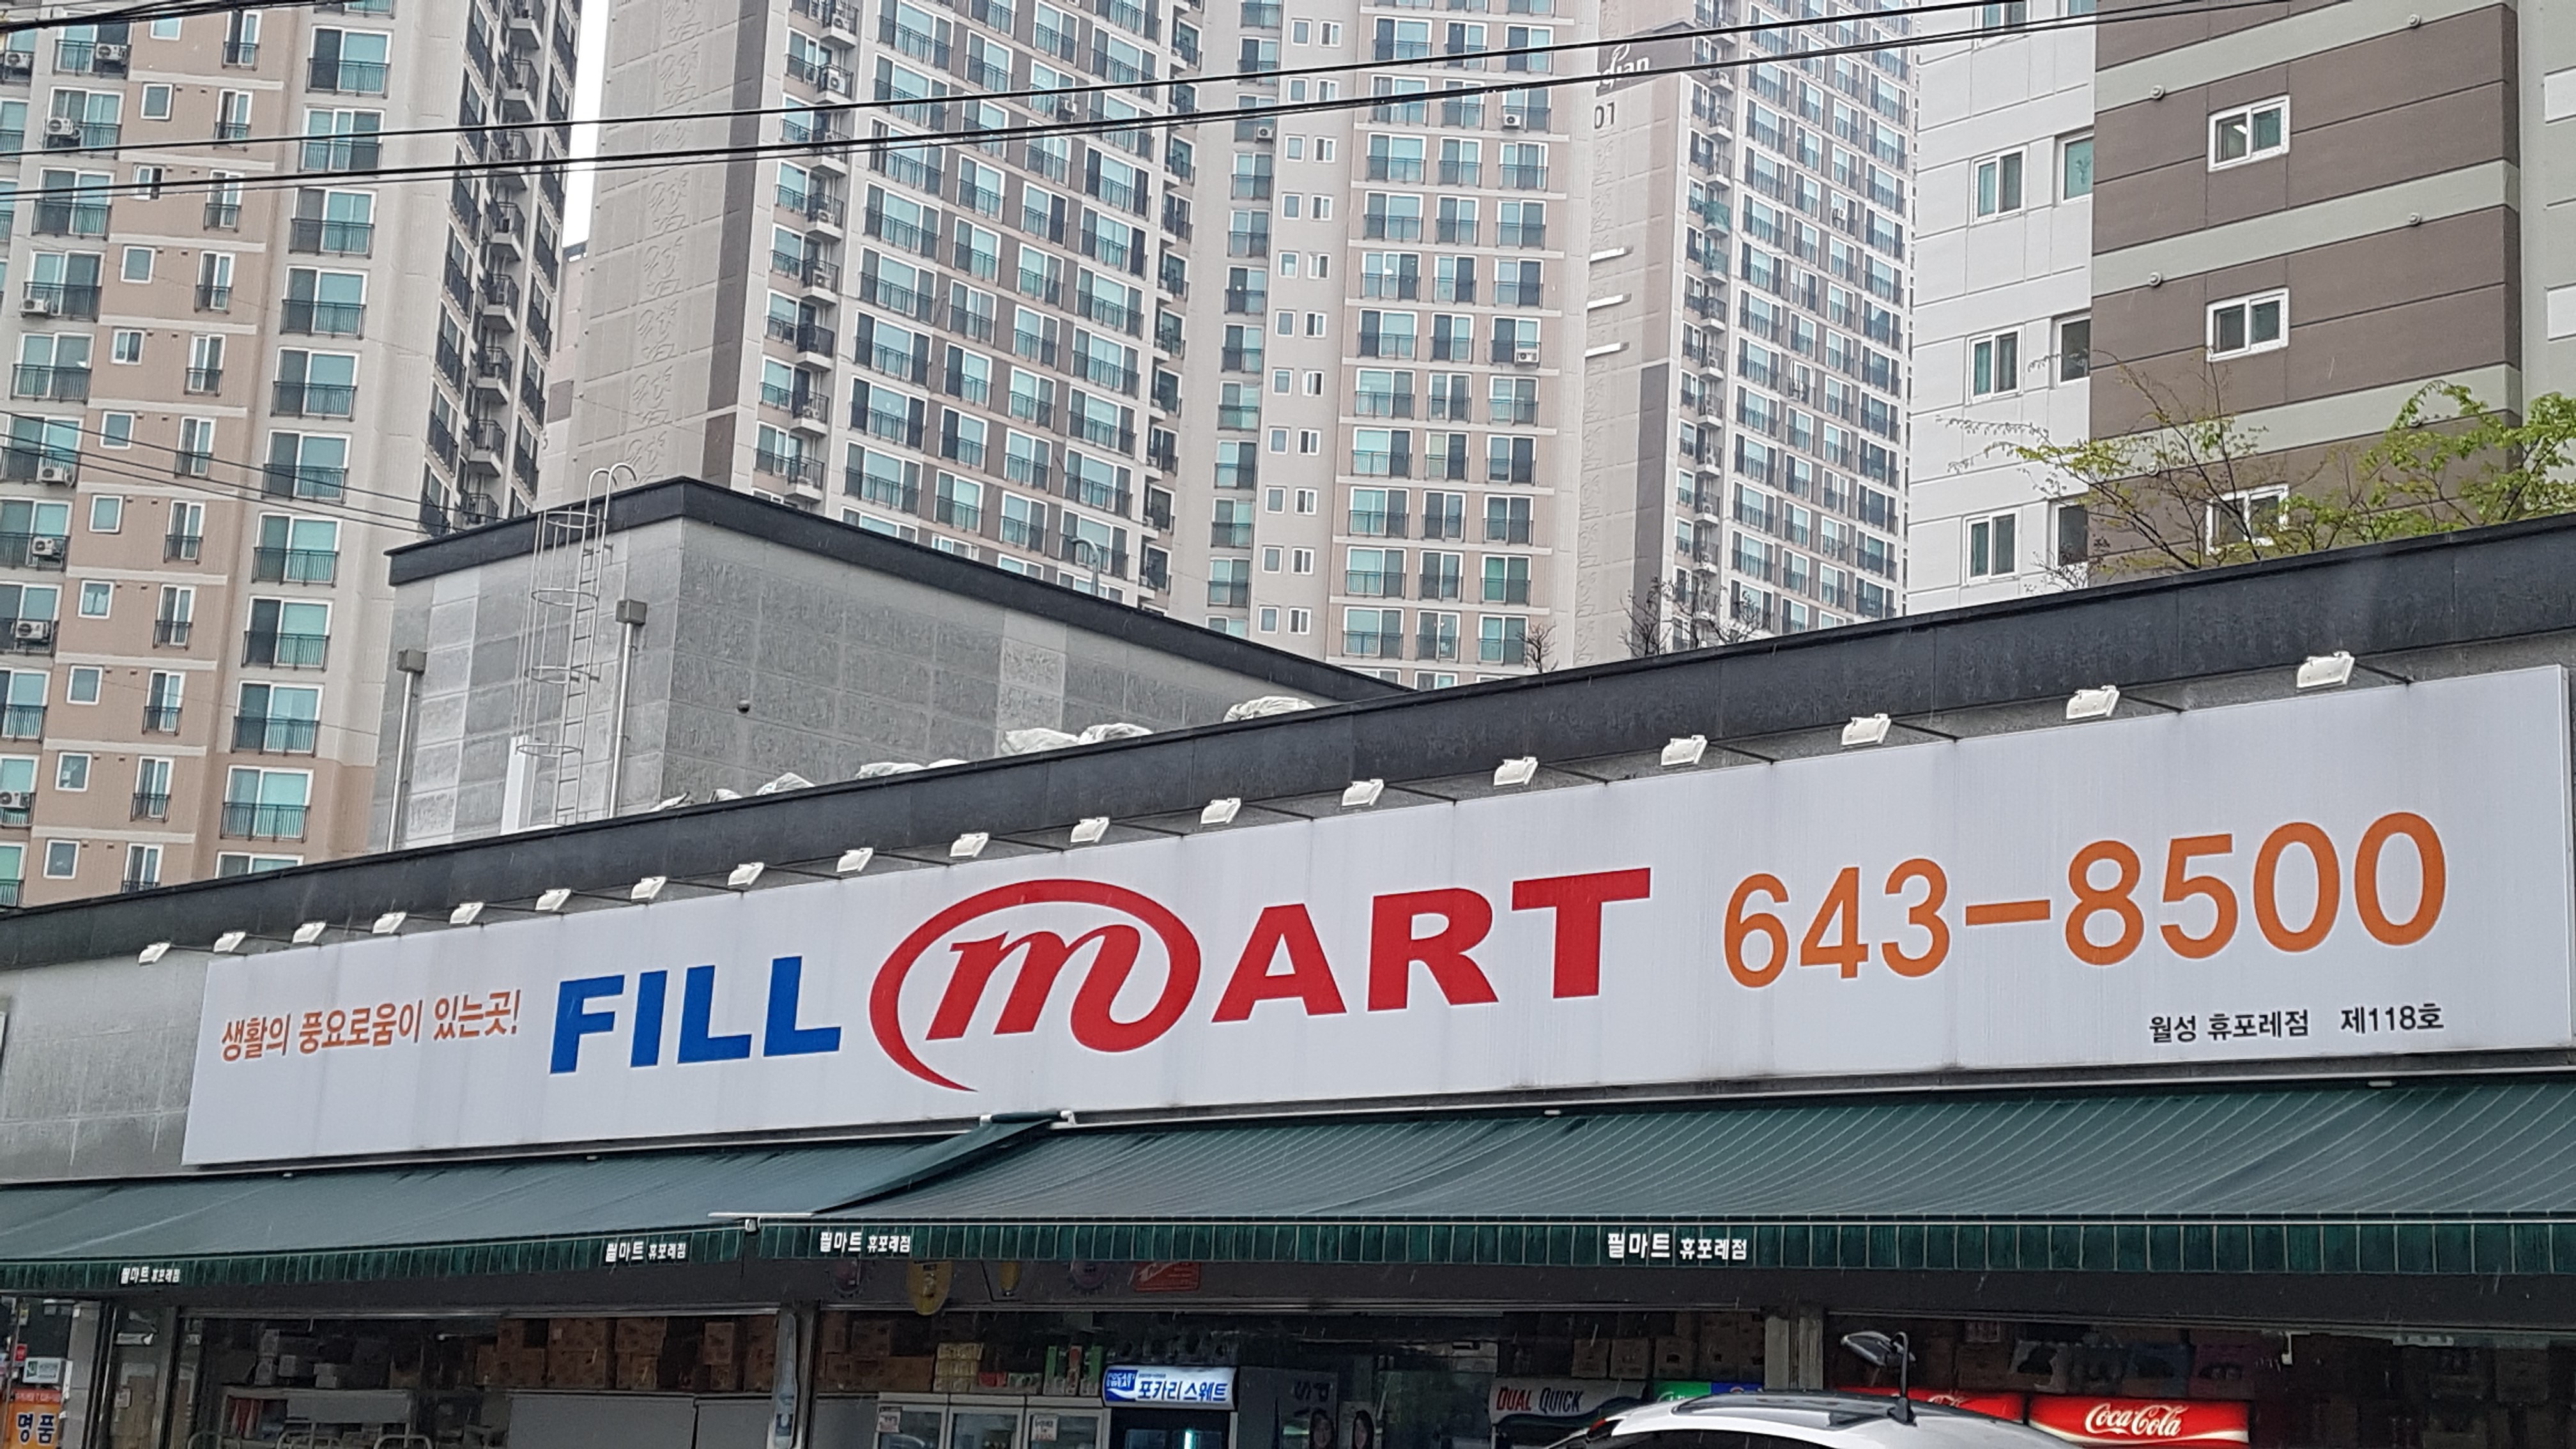 01
생활의 풍요로움이 있는곳! FILL mART 643-8500
월성 휴포레점 제118호
필마트 휴포레점
필마트 휴포레점
필마트 휴포레점
필마트 휴포레점
POCARI SWEAT 포카리 스웨트
DUAL QUICK
Coca-Cola
명품